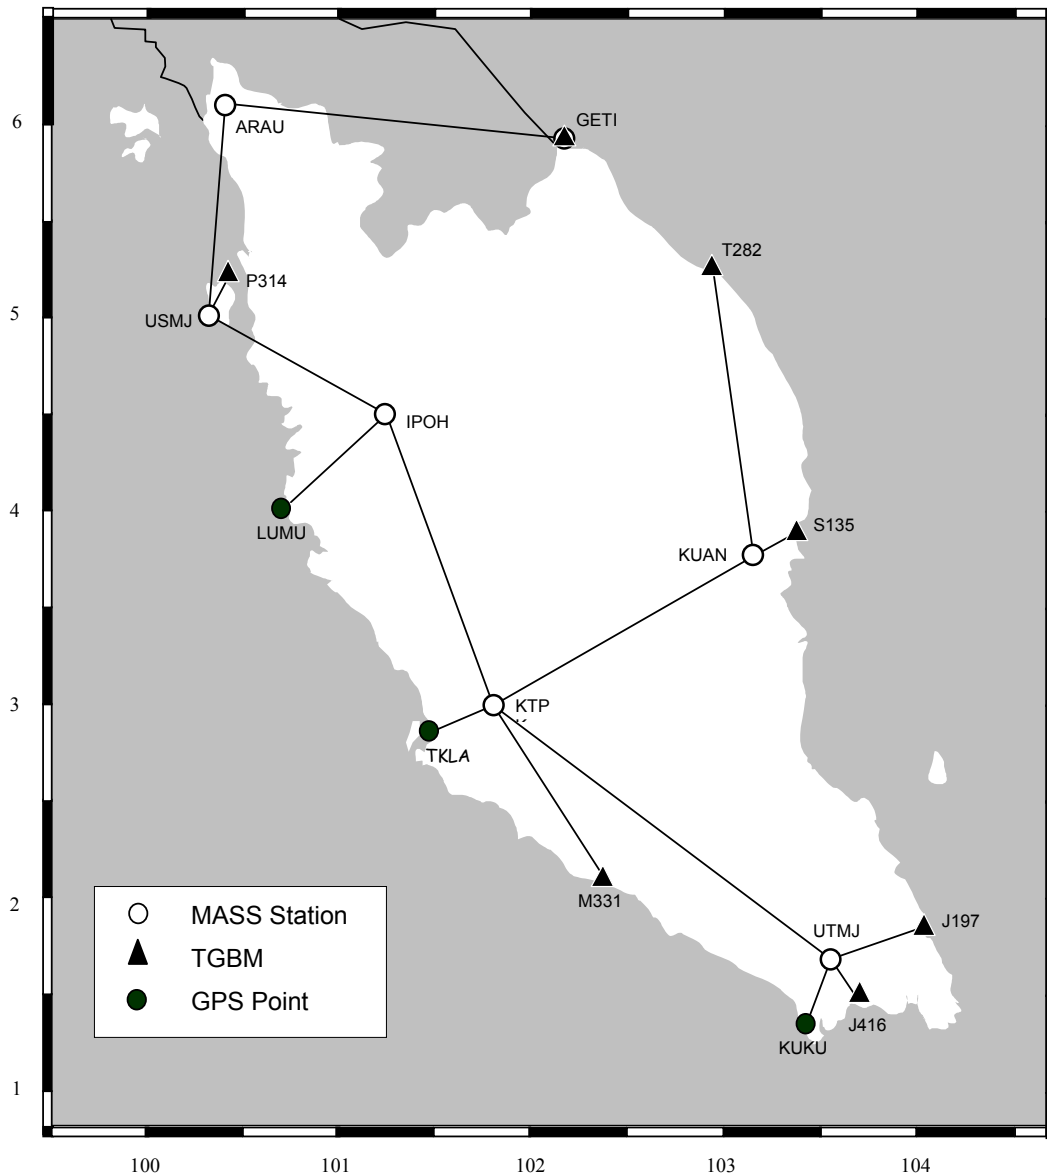 6
ARAU
GETI
T282
P314
5
USMJ
IPOH
4
LUMU
S135
KUAN
3
KTP
TKLA
2
M331
J197
UTMJ
J416
KUKU
MASS Station
TGBM
GPS Point
1
100 101 102 103 104